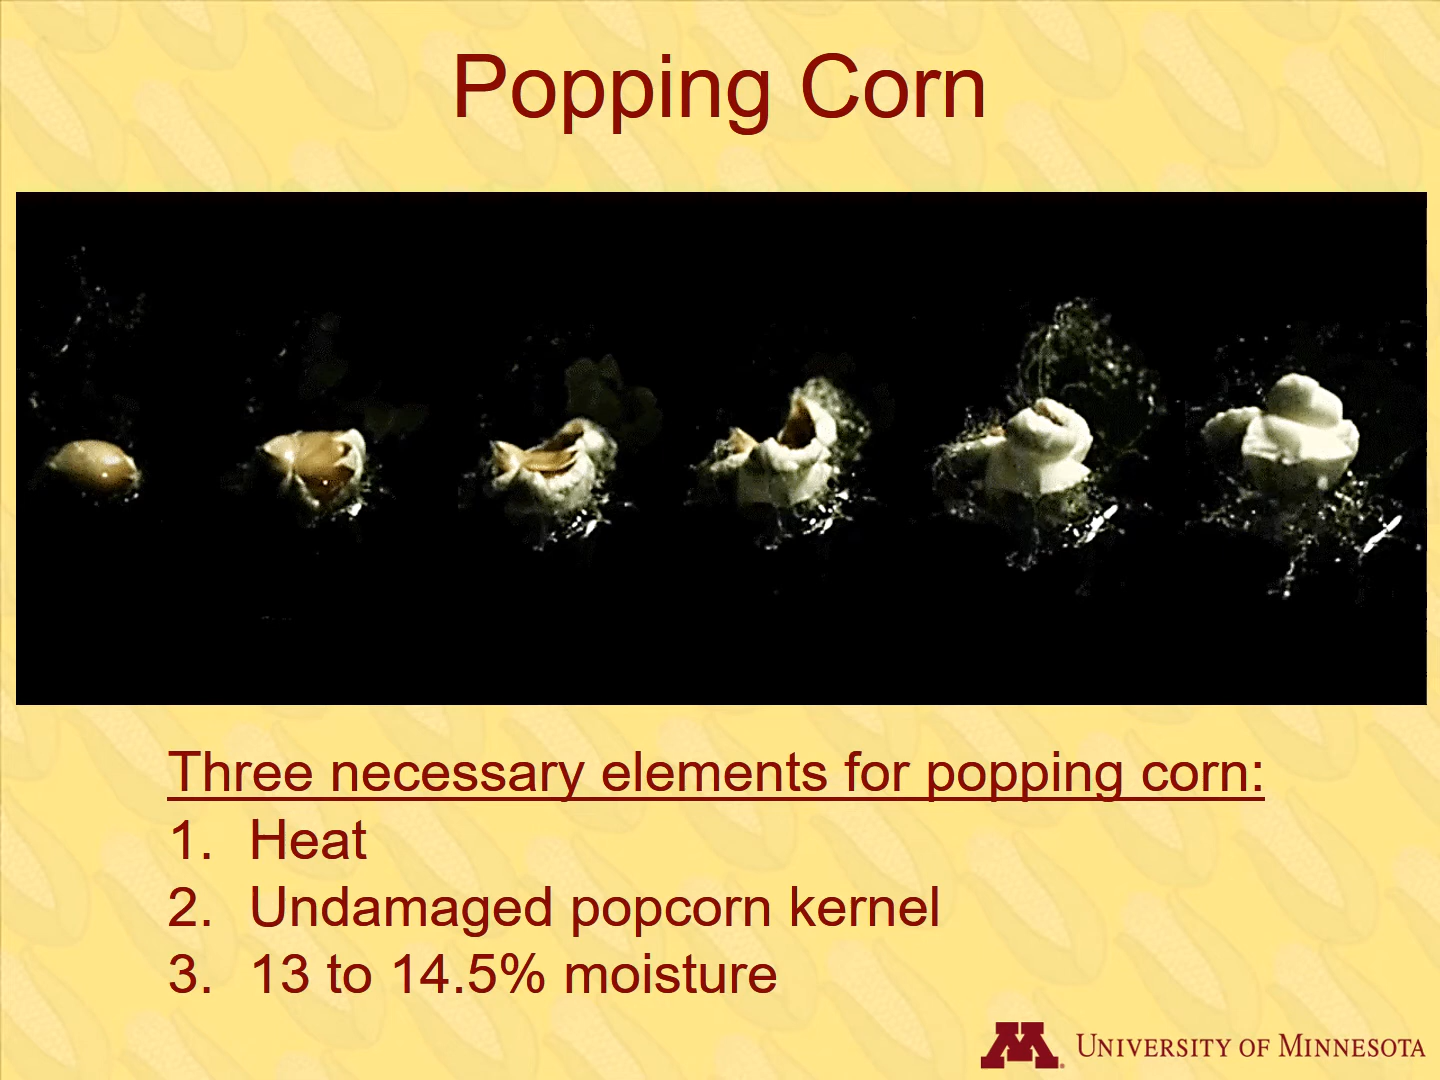 Popping Corn
Three necessary elements for popping corn:
1. Heat
2. Undamaged popcorn kernel
3. 13 to 14.5% moisture
M
UNIVERSITY OF MINNESOTA